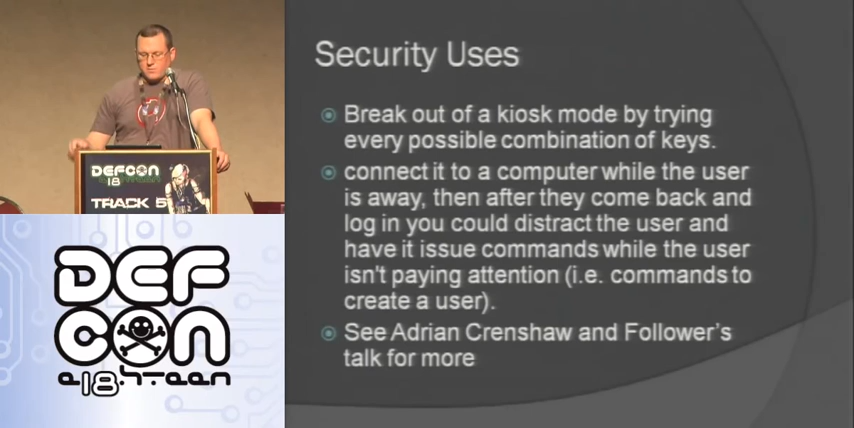 DEFCON
18
TRACK 5
DEF
CON
e18hteen
Security Uses
Break out of a kiosk mode by trying
every possible combination of keys.
connect it to a computer while the user
is away, then after they come back and
log in you could distract the user and
have it issue commands while the user
isn't paying attention (i.e. commands to
create a user).
See Adrian Crenshaw and Follower's
talk for more